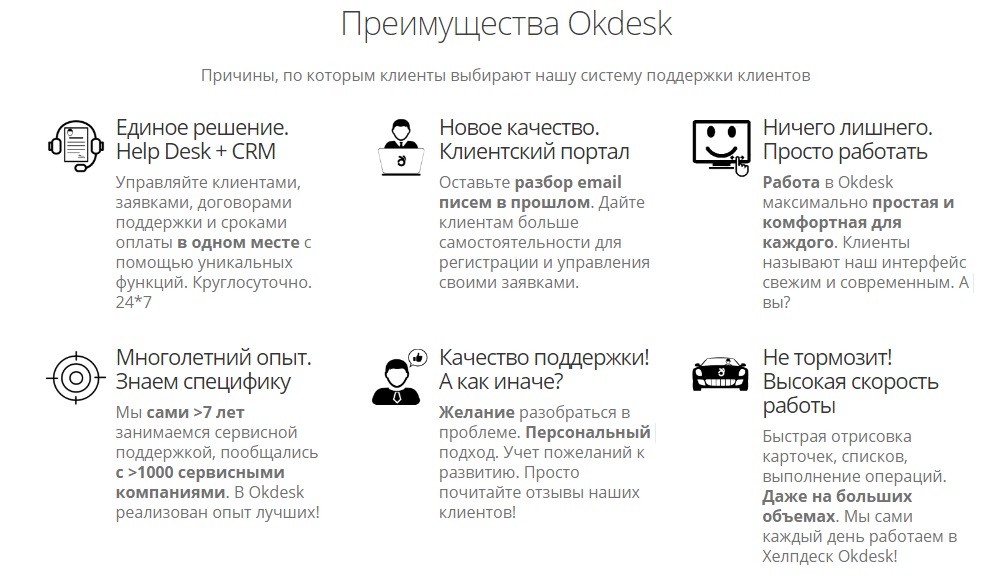 Преимущества Okdesk
Причины, по которым клиенты выбирают нашу систему поддержки клиентов
Единое решение.
Help Desk + CRM
Управляйте клиентами,
заявками, договорами
поддержки и сроками
оплаты в одном месте с
помощью уникальных
функций. Круглосуточно.
24*7
Новое качество.
Клиентский портал
Оставьте разбор email
писем в прошлом. Дайте
клиентам больше
самостоятельности для
регистрации и управления
своими заявками.
Ничего лишнего.
Просто работать
Работа в Okdesk
максимально простая и
комфортная для
каждого. Клиенты
называют наш интерфейс
свежим и современным. А
вы?
Многолетний опыт.
Знаем специфику
Мы сами >7 лет
занимаемся сервисной
поддержкой, пообщались
с >1000 сервисными
компаниями. В Okdesk
реализован опыт лучших!
Качество поддержки!
А как иначе?
Желание разобраться в
проблеме. Персональный
подход. Учет пожеланий к
развитию. Просто
почитайте отзывы наших
клиентов!
Не тормозит!
Высокая скорость
работы
Быстрая отрисовка
карточек, списков,
выполнение операций.
Даже на больших
объемах. Мы сами
каждый день работаем в
Хелпдеск Okdesk!